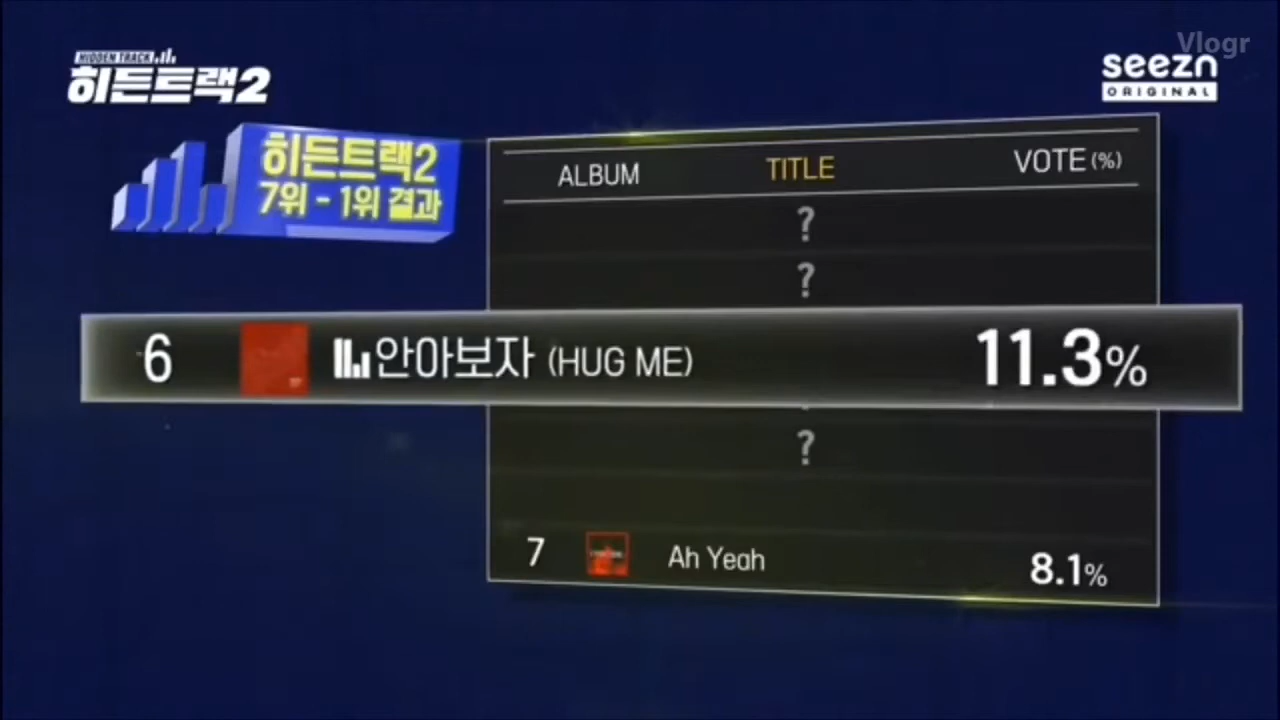 HIDDEN TRACK
히든트랙2
Vlogr
seezn
ORIGINAL
히든트랙2
7위 - 1위 결과
ALBUM TITLE VOTE (%)
?
?
6 안아보자 (HUG ME) 11.3%
?
7 Ah Yeah 8.1%